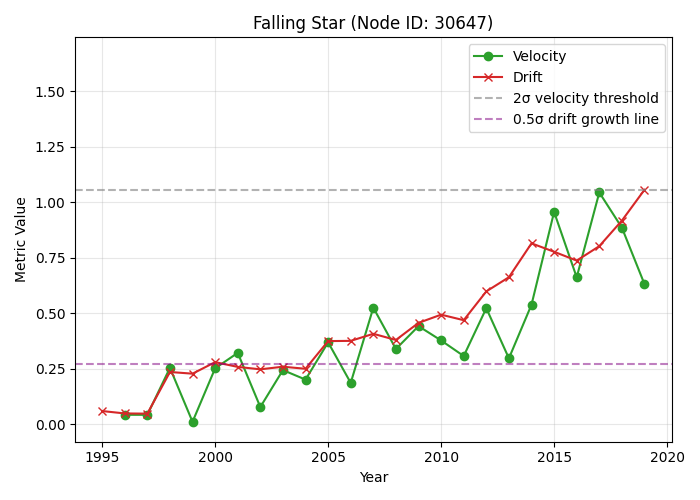 Falling Star (Node ID: 30647)
Velocity
Drift
2σ velocity threshold
0.5σ drift growth line
Metric Value
1.50
1.25
1.00
0.75
0.50
0.25
0.00
1995
2000
2005
2010
2015
2020
Year